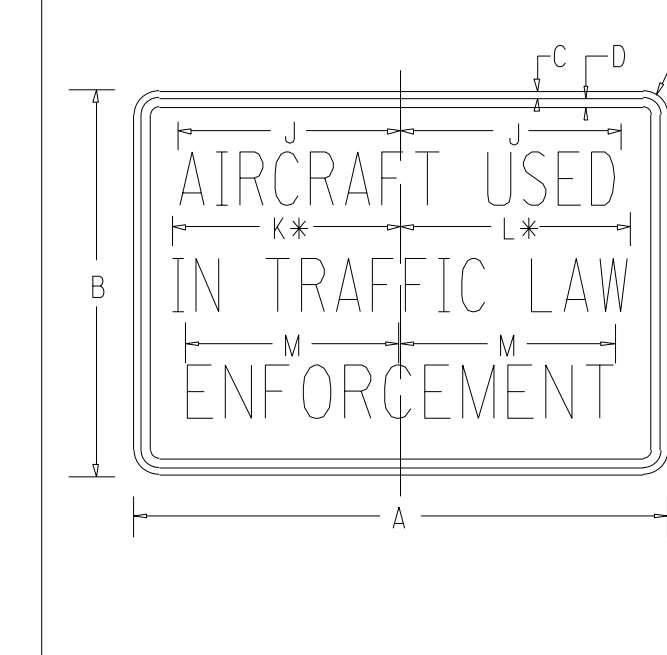 C D
J J
AIRCRAFT USED
K* L*
B
IN TRAFFIC LAW
M M
ENFORCEMENT
A